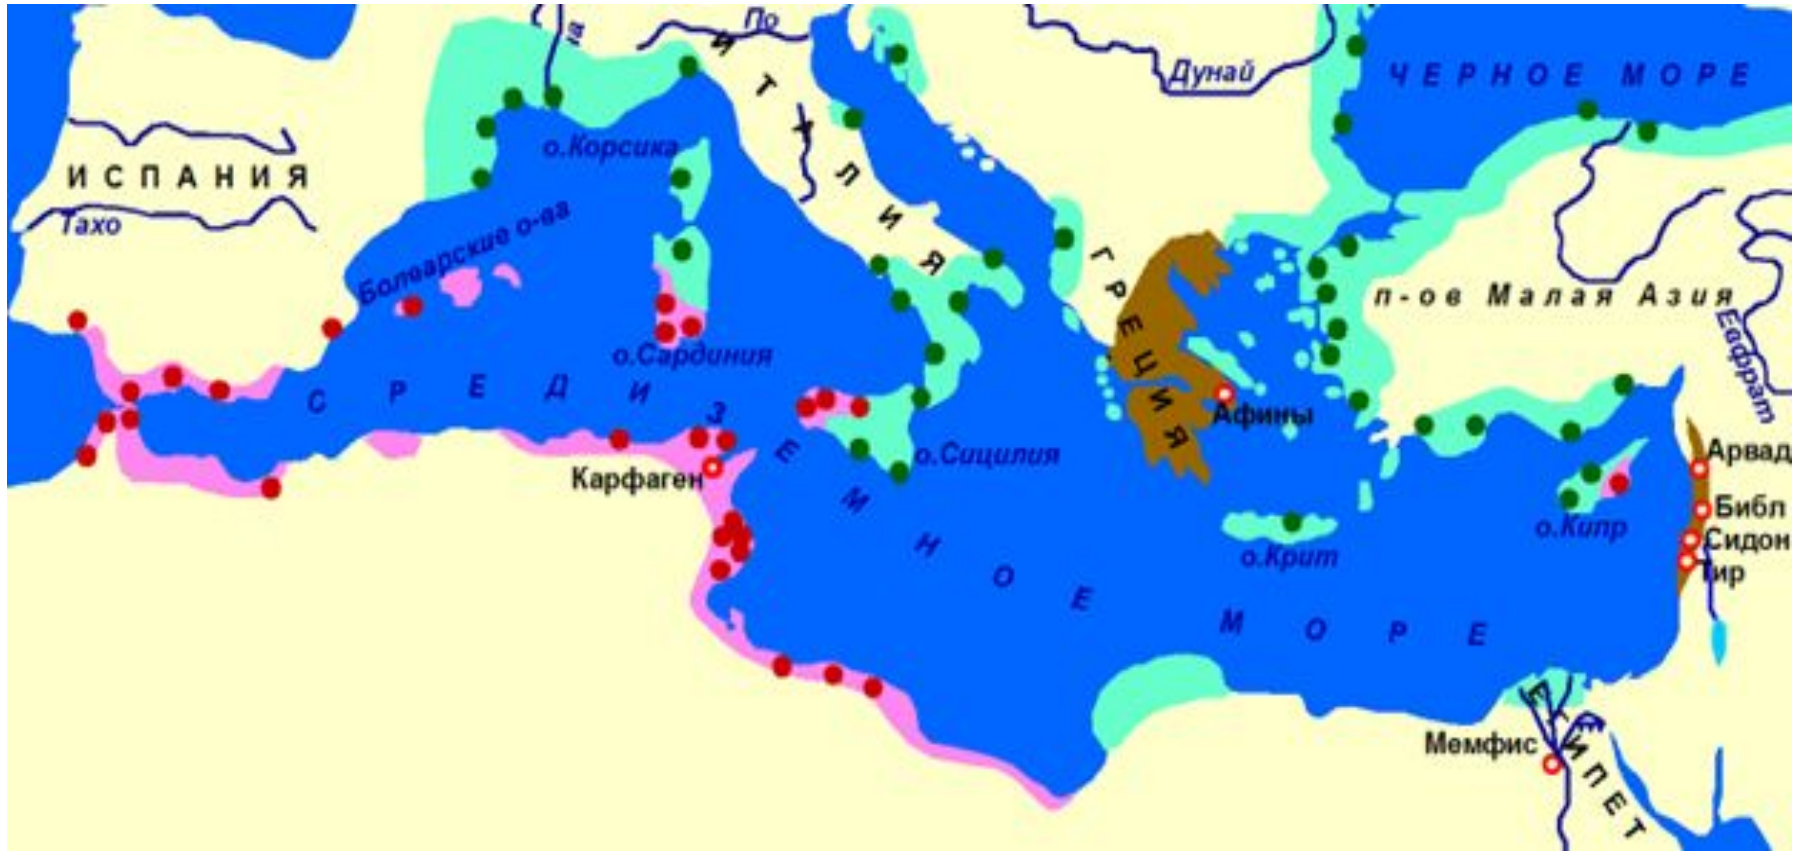 По
на
ИТАЛИЯ
Дунай
ЧЕРНОЕ МОРЕ
о.Корсика
ИСПАНИЯ
Тахо
Болеарские о-ва
ГРЕЦИЯ
п-ов Малая Азия
Евфрат
о.Сардиния
СРЕДИЗЕМНОЕ МОРЕ
Афины
Карфаген
о.Сицилия
Арвад
Библ
о.Кипр
Сидон
о.Крит
Тир
ЕГИПЕТ
Мемфис